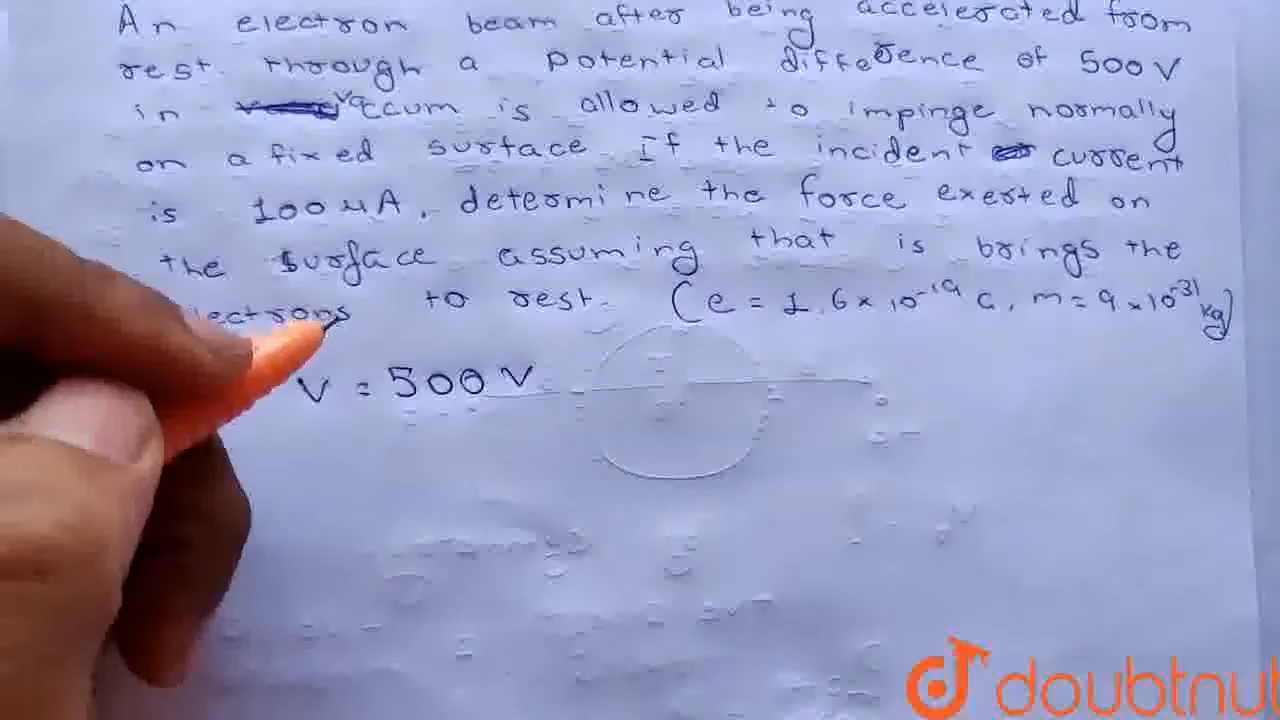 An electron beam after being accelerated from
rest through a potential difference of 500 V
in vaccum is allowed to impinge normally
on a fixed surface. If the incident current
is 100 μA, determine the force exerted on
the surface assuming that is brings the
lectrons to rest. (e = 1.6 × 10⁻¹⁹ C, m = 9 × 10⁻³¹ kg)
V = 500 V
doubtnut